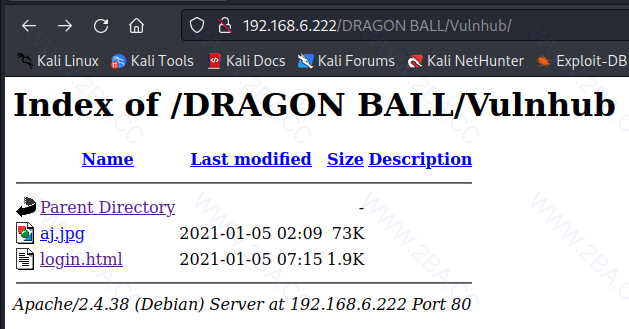 192.168.6.222/DRAGON BALL/Vulnhub/
Kali Linux Kali Tools Kali Docs Kali Forums Kali NetHunter Exploit-DB
Index of /DRAGON BALL/Vulnhub
Name Last modified Size Description
Parent Directory -
aj.jpg 2021-01-05 02:09 73K
login.html 2021-01-05 07:15 1.9K
Apache/2.4.38 (Debian) Server at 192.168.6.222 Port 80
WWW.2BA.CC